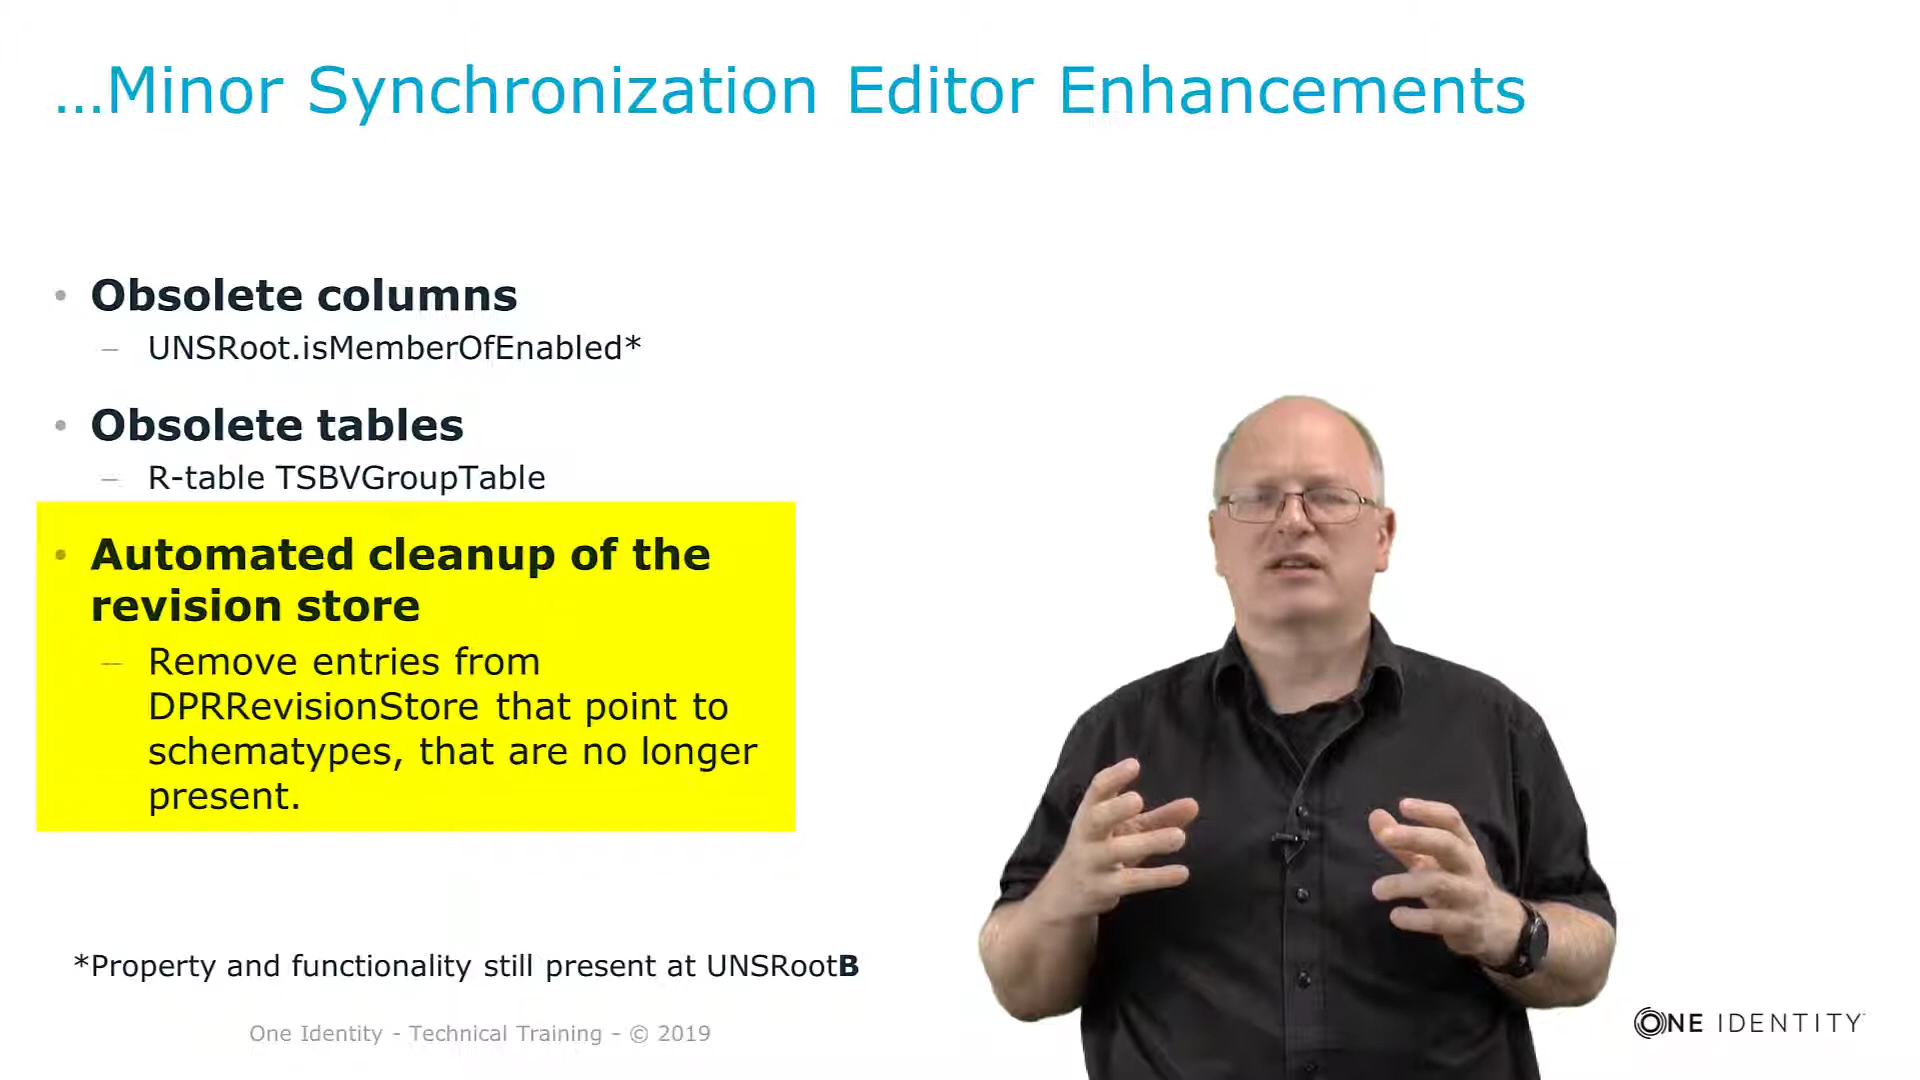 ...Minor Synchronization Editor Enhancements
• Obsolete columns
– UNSRoot.isMemberOfEnabled*
• Obsolete tables
– R-table TSBVGroupTable
• Automated cleanup of the
revision store
– Remove entries from
DPRRevisionStore that point to
schematypes, that are no longer
present.
*Property and functionality still present at UNSRootB
One Identity - Technical Training - © 2019
ONE IDENTITY